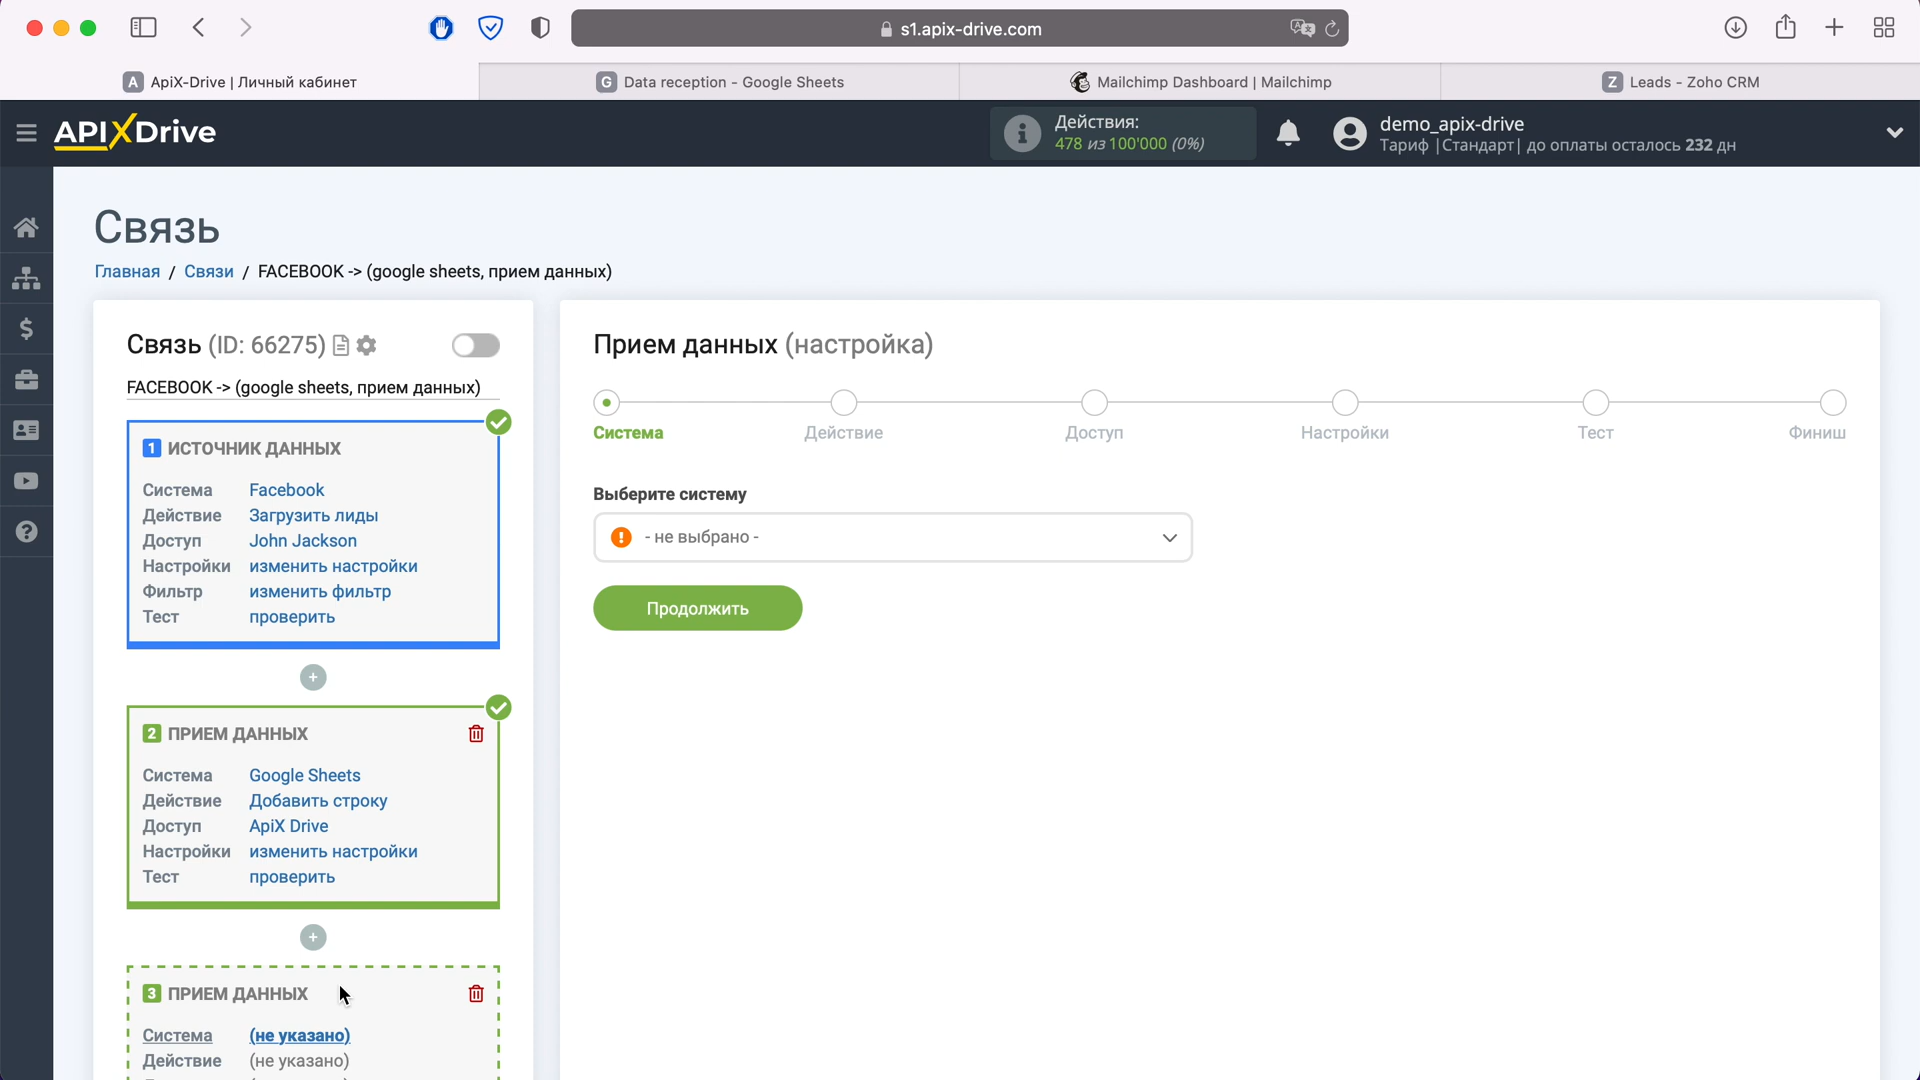 s1.apix-drive.com
A ApiX-Drive | Личный кабинет
G Data reception - Google Sheets
Mailchimp Dashboard | Mailchimp
Z Leads - Zoho CRM
APIXDrive
Действия:
478 из 100'000 (0%)
demo_apix-drive
Тариф |Стандарт| до оплаты осталось 232 дн
Связь
Главная / Связи / FACEBOOK -> (google sheets, прием данных)
Связь (ID: 66275)
FACEBOOK -> (google sheets, прием данных)
1 ИСТОЧНИК ДАННЫХ
Система Facebook
Действие Загрузить лиды
Доступ John Jackson
Настройки изменить настройки
Фильтр изменить фильтр
Тест проверить
2 ПРИЕМ ДАННЫХ
Система Google Sheets
Действие Добавить строку
Доступ ApiX Drive
Настройки изменить настройки
Тест проверить
3 ПРИЕМ ДАННЫХ
Система (не указано)
Действие (не указано)
Прием данных (настройка)
Система Действие Доступ Настройки Тест Финиш
Выберите систему
- не выбрано -
Продолжить